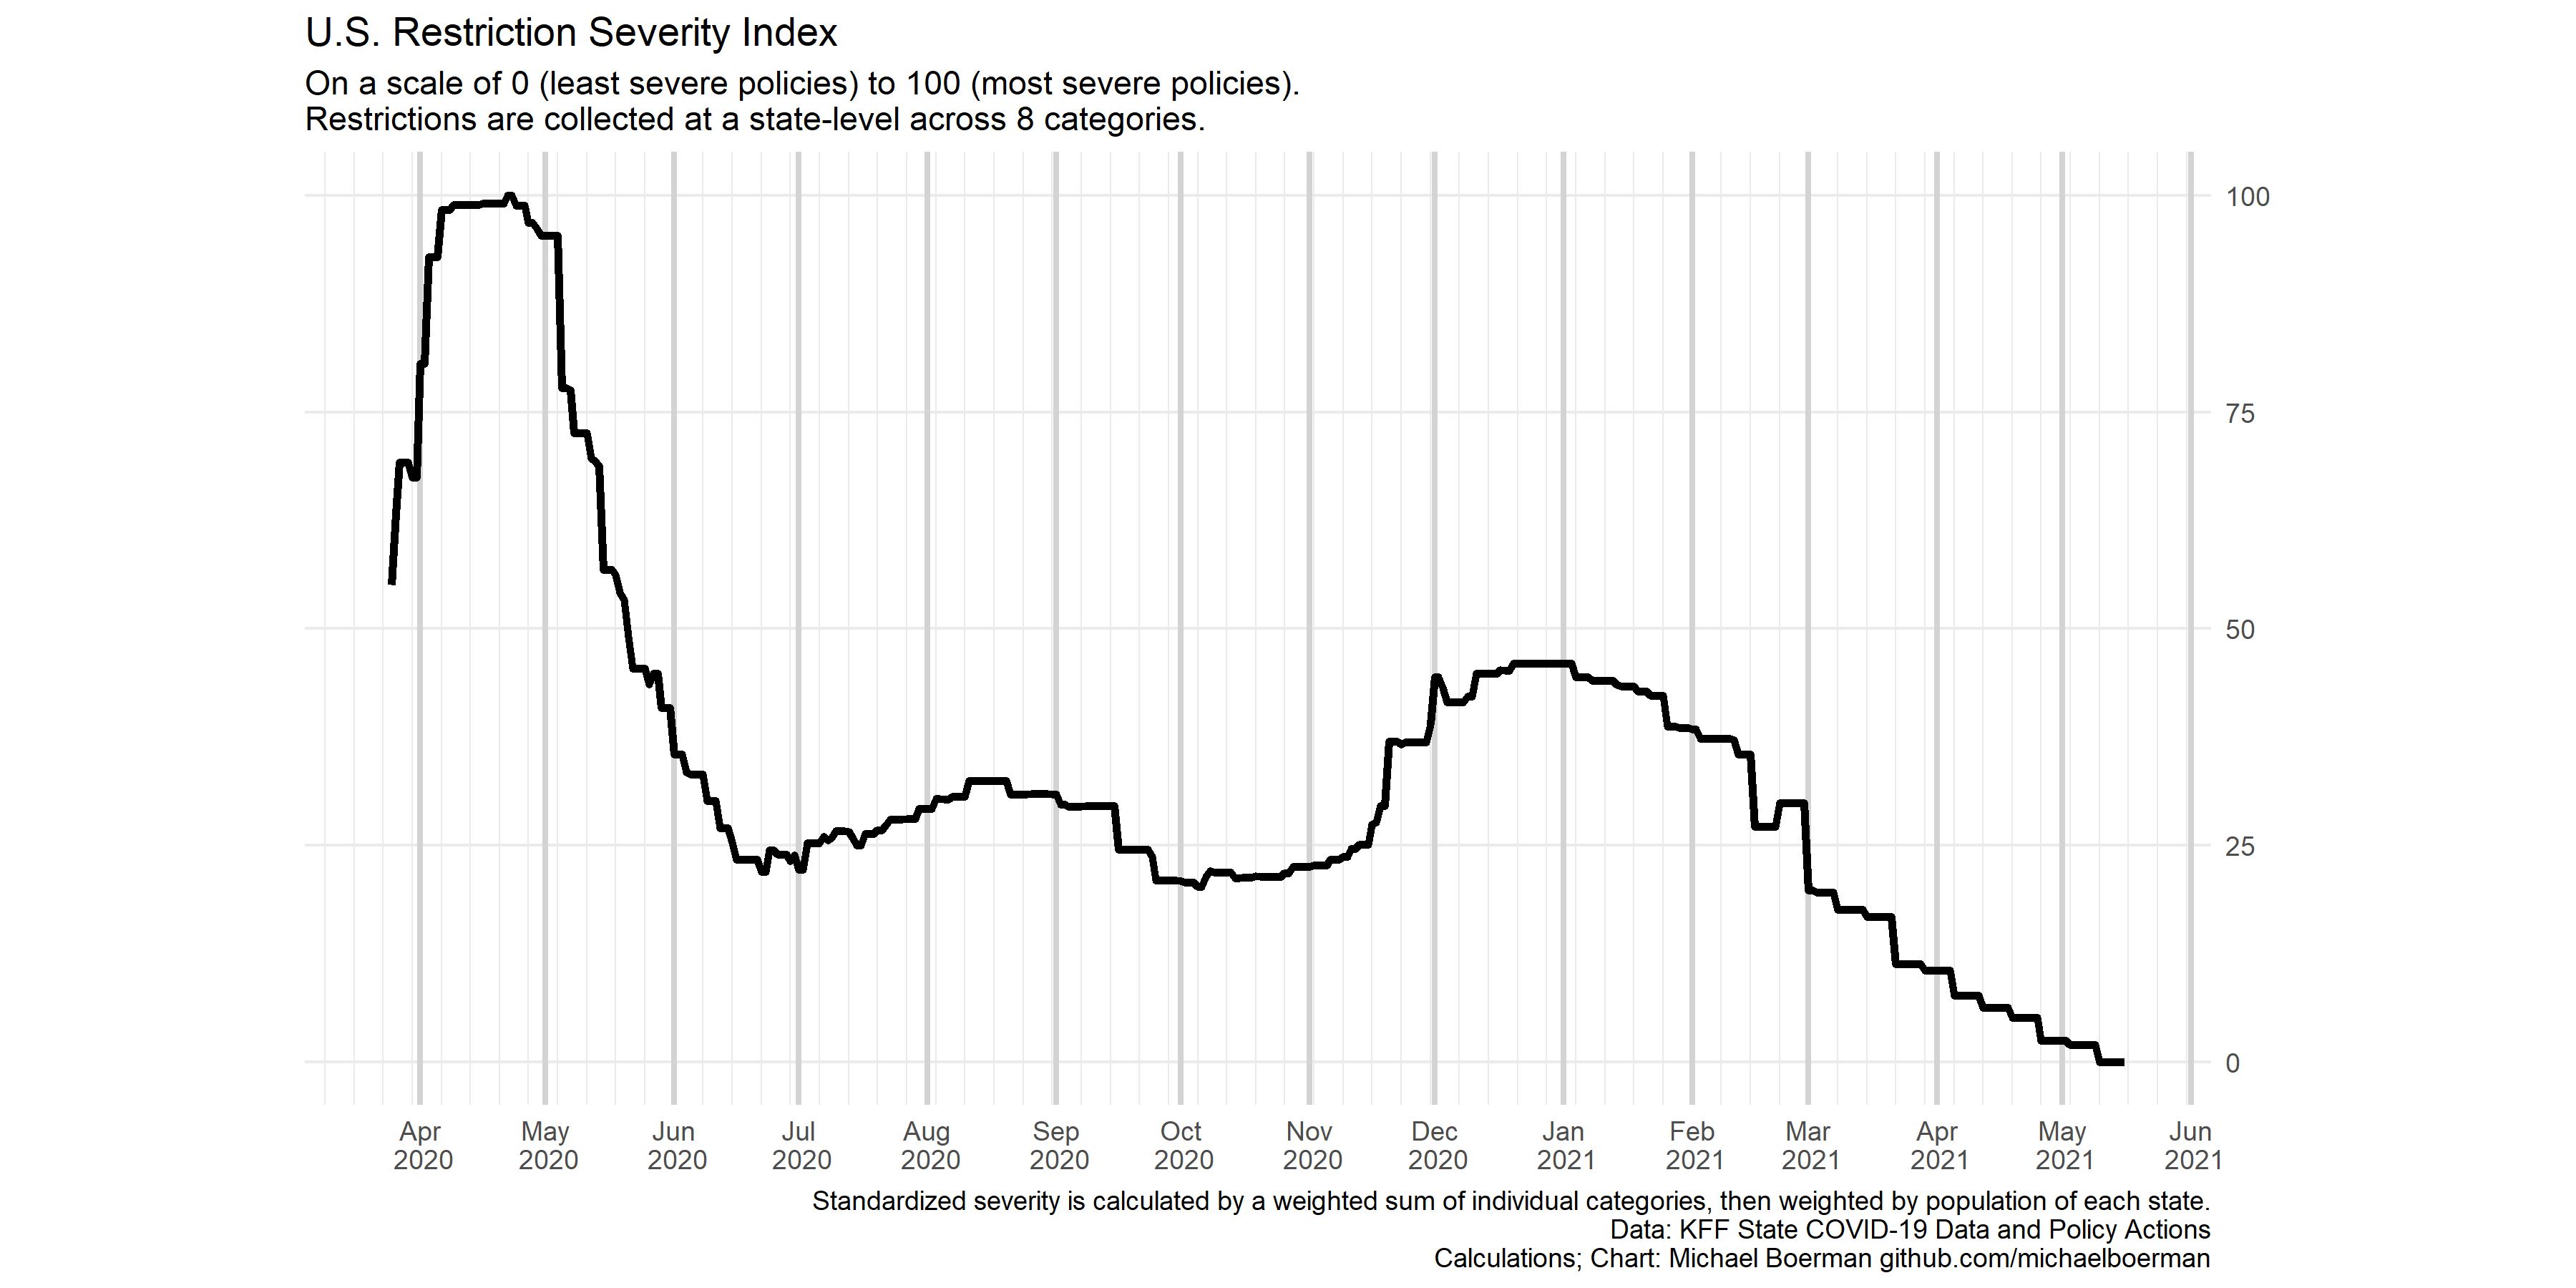 U.S. Restriction Severity Index
On a scale of 0 (least severe policies) to 100 (most severe policies).
Restrictions are collected at a state-level across 8 categories.
100
75
50
25
0
Apr May Jun Jul Aug Sep Oct Nov Dec Jan Feb Mar Apr May Jun
2020 2020 2020 2020 2020 2020 2020 2020 2020 2021 2021 2021 2021 2021 2021
Standardized severity is calculated by a weighted sum of individual categories, then weighted by population of each state.
Data: KFF State COVID-19 Data and Policy Actions
Calculations; Chart: Michael Boerman github.com/michaelboerman